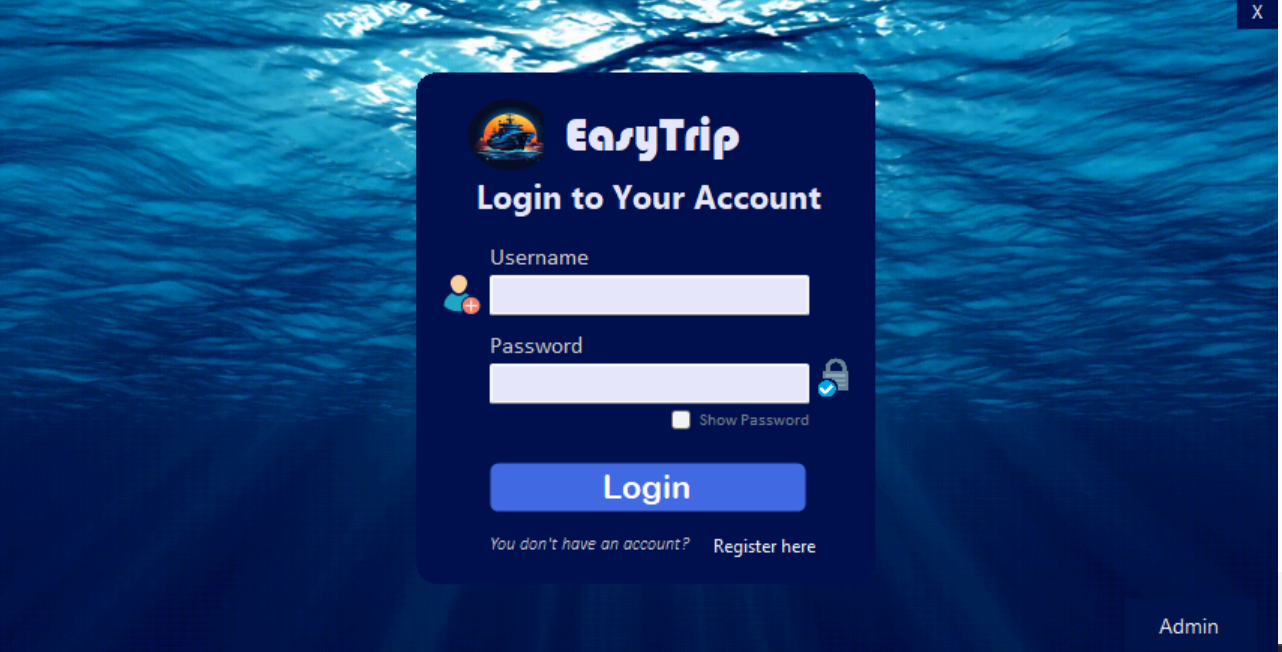 X
EasyTrip
Login to Your Account
Username
Password
Show Password
Login
You don't have an account? Register here
Admin